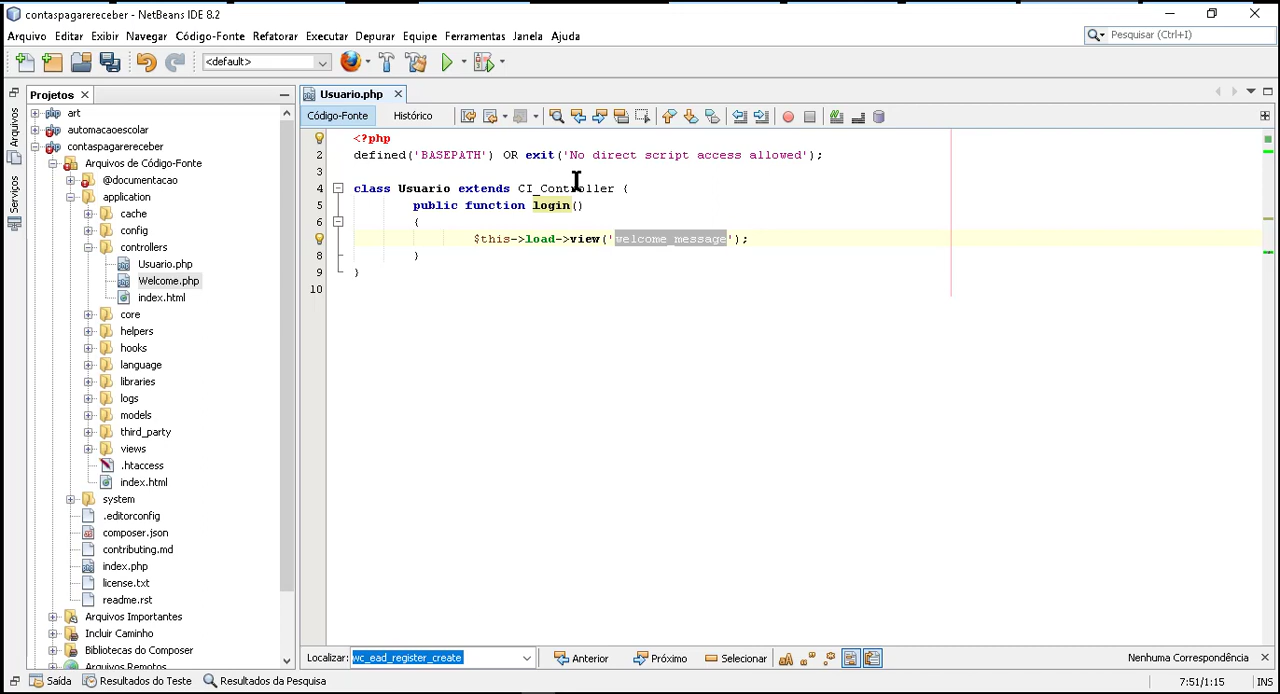 contaspagarereceber - NetBeans IDE 8.2
Arquivo Editar Exibir Navegar Código-Fonte Refatorar Executar Depurar Equipe Ferramentas Janela Ajuda
Pesquisar (Ctrl+I)
<default>
Projetos
Usuario.php
Código-Fonte Histórico
Arquivos
Serviços
art
automacaoescolar
contaspagarereceber
Arquivos de Código-Fonte
@documentacao
application
cache
config
controllers
Usuario.php
Welcome.php
index.html
core
helpers
hooks
language
libraries
logs
models
third_party
views
.htaccess
index.html
system
.editorconfig
composer.json
contributing.md
index.php
license.txt
readme.rst
Arquivos Importantes
Incluir Caminho
Bibliotecas do Composer
Arquivos Remotos
<?php
2 defined('BASEPATH') OR exit('No direct script access allowed');
3
4 class Usuario extends CI_Controller {
5 public function login()
6 {
$this->load->view('welcome_message');
8 }
9 }
10
Localizar: wc_ead_register_create Anterior Próximo Selecionar Nenhuma Correspondência
Saída Resultados do Teste Resultados da Pesquisa 7:51/1:15 INS